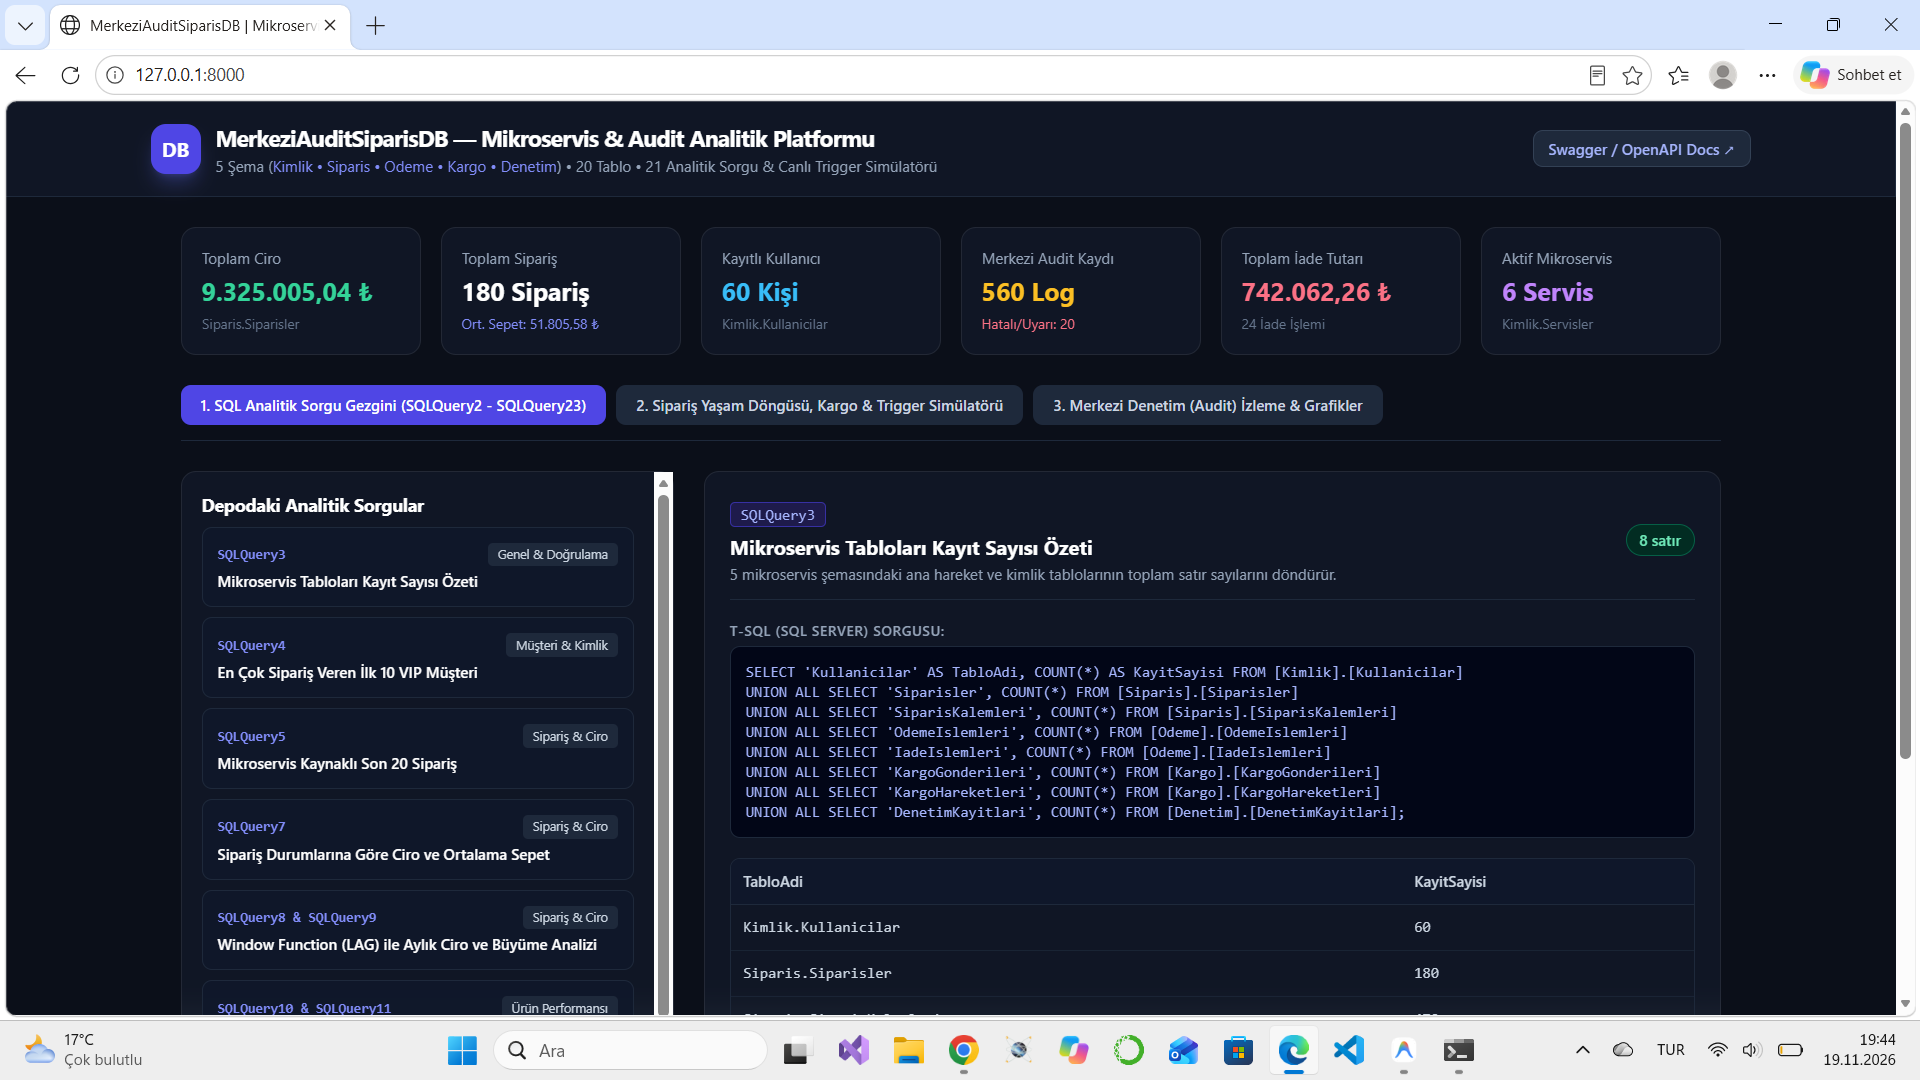 MerkeziAuditSiparisDB | Mikroserv
127.0.0.1:8000
Sohbet et
DB
MerkeziAuditSiparisDB — Mikroservis & Audit Analitik Platformu
5 Şema (Kimlik • Siparis • Odeme • Kargo • Denetim) • 20 Tablo • 21 Analitik Sorgu & Canlı Trigger Simülatörü
Swagger / OpenAPI Docs ↗
Toplam Ciro
9.325.005,04 ₺
Siparis.Siparisler
Toplam Sipariş
180 Sipariş
Ort. Sepet: 51.805,58 ₺
Kayıtlı Kullanıcı
60 Kişi
Kimlik.Kullanicilar
Merkezi Audit Kaydı
560 Log
Hatalı/Uyarı: 20
Toplam İade Tutarı
742.062,26 ₺
24 İade İşlemi
Aktif Mikroservis
6 Servis
Kimlik.Servisler
1. SQL Analitik Sorgu Gezgini (SQLQuery2 - SQLQuery23)
2. Sipariş Yaşam Döngüsü, Kargo & Trigger Simülatörü
3. Merkezi Denetim (Audit) İzleme & Grafikler
Depodaki Analitik Sorgular
SQLQuery3
Genel & Doğrulama
Mikroservis Tabloları Kayıt Sayısı Özeti
SQLQuery4
Müşteri & Kimlik
En Çok Sipariş Veren İlk 10 VIP Müşteri
SQLQuery5
Sipariş & Ciro
Mikroservis Kaynaklı Son 20 Sipariş
SQLQuery7
Sipariş & Ciro
Sipariş Durumlarına Göre Ciro ve Ortalama Sepet
SQLQuery8 & SQLQuery9
Sipariş & Ciro
Window Function (LAG) ile Aylık Ciro ve Büyüme Analizi
SQLQuery10 & SQLQuery11
Ürün Performansı
SQLQuery3
Mikroservis Tabloları Kayıt Sayısı Özeti
8 satır
5 mikroservis şemasındaki ana hareket ve kimlik tablolarının toplam satır sayılarını döndürür.
T-SQL (SQL SERVER) SORGUSU:
SELECT 'Kullanicilar' AS TabloAdi, COUNT(*) AS KayitSayisi FROM [Kimlik].[Kullanicilar]
UNION ALL SELECT 'Siparisler', COUNT(*) FROM [Siparis].[Siparisler]
UNION ALL SELECT 'SiparisKalemleri', COUNT(*) FROM [Siparis].[SiparisKalemleri]
UNION ALL SELECT 'OdemeIslemleri', COUNT(*) FROM [Odeme].[OdemeIslemleri]
UNION ALL SELECT 'IadeIslemleri', COUNT(*) FROM [Odeme].[IadeIslemleri]
UNION ALL SELECT 'KargoGonderileri', COUNT(*) FROM [Kargo].[KargoGonderileri]
UNION ALL SELECT 'KargoHareketleri', COUNT(*) FROM [Kargo].[KargoHareketleri]
UNION ALL SELECT 'DenetimKayitlari', COUNT(*) FROM [Denetim].[DenetimKayitlari];
TabloAdi
KayitSayisi
Kimlik.Kullanicilar
60
Siparis.Siparisler
180
17°C
Çok bulutlu
Ara
TUR
19:44
19.11.2026